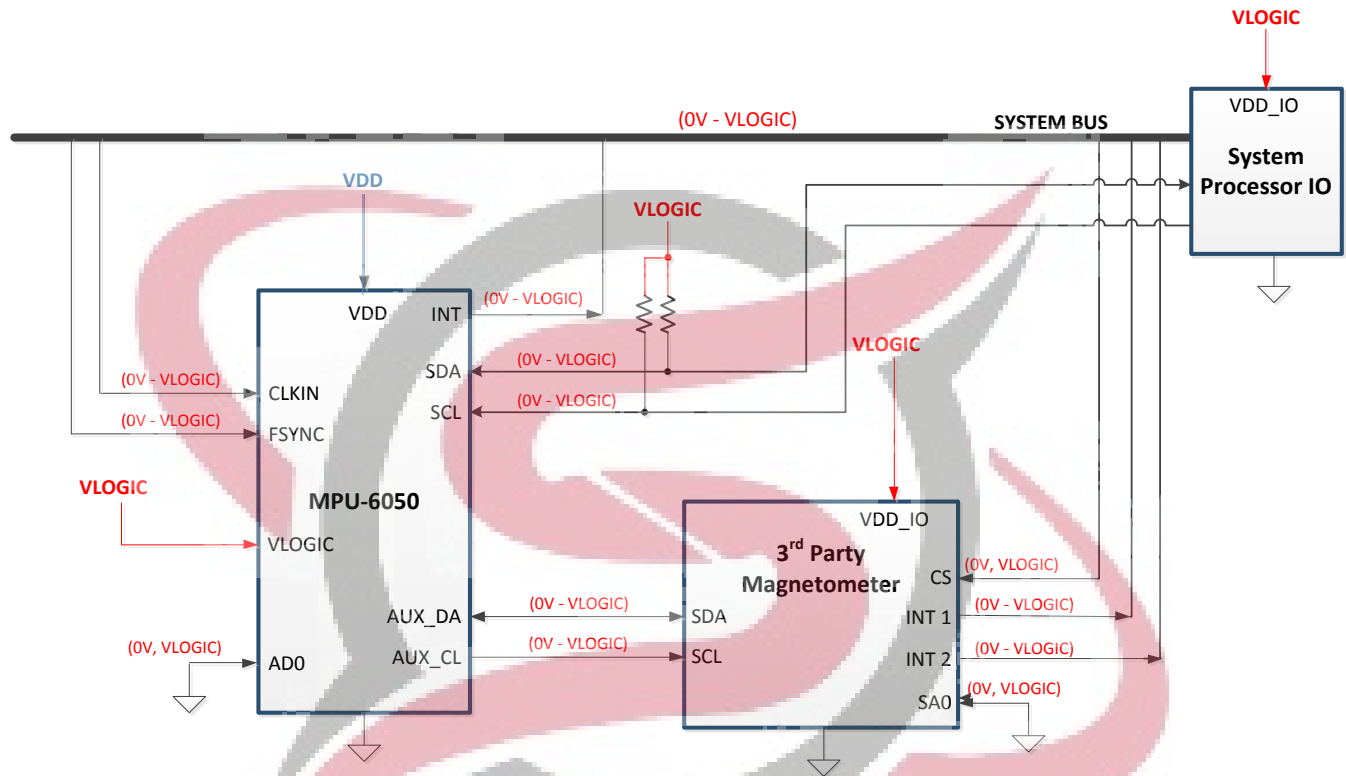 VLOGIC
VDD_IO
System
Processor IO
(0V - VLOGIC)
SYSTEM BUS
VDD
VLOGIC
VDD
INT
(0V - VLOGIC)
SDA
(0V - VLOGIC)
SCL
(0V - VLOGIC)
(0V - VLOGIC)
CLKIN
(0V - VLOGIC)
FSYNC
VLOGIC
MPU-6050
VLOGIC
AUX_DA
(0V - VLOGIC)
AUX_CL
(0V - VLOGIC)
(0V, VLOGIC)
AD0
VLOGIC
VDD_IO
3rd Party
Magnetometer
SDA
SCL
CS
(0V, VLOGIC)
INT 1
(0V - VLOGIC)
INT 2
(0V - VLOGIC)
SA0
(0V, VLOGIC)